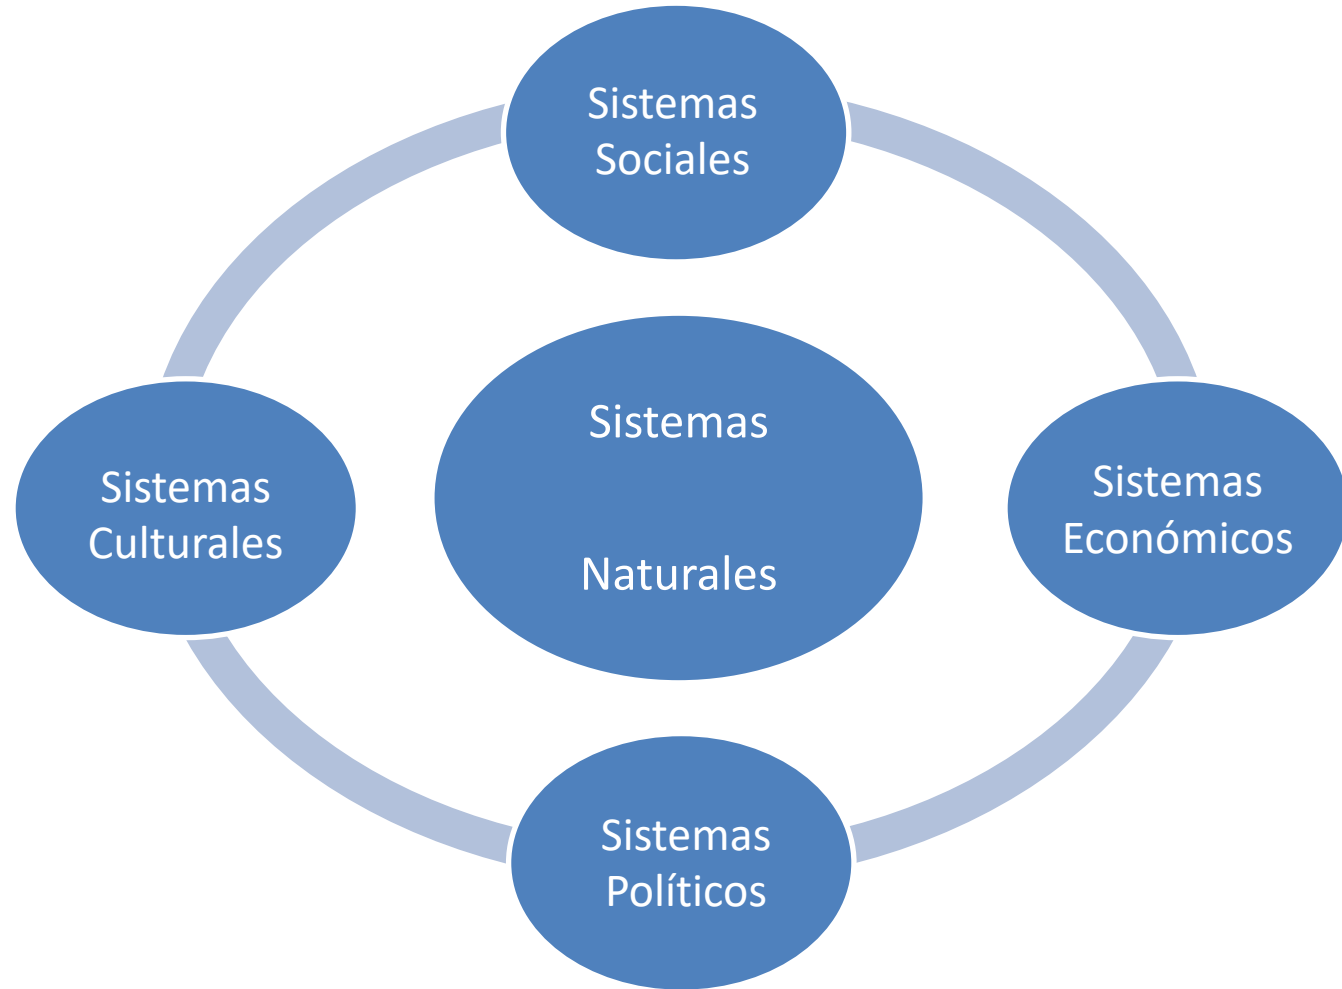 Sistemas
Sociales
Sistemas
Naturales
Sistemas
Culturales
Sistemas
Económicos
Sistemas
Políticos